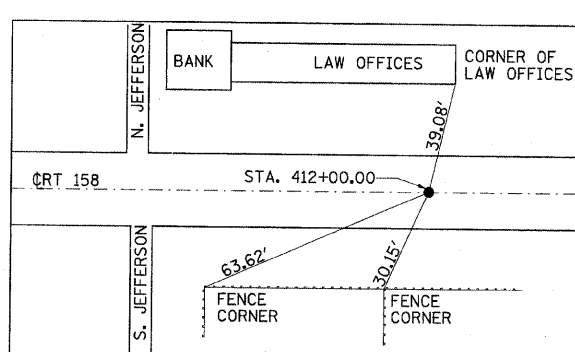 N. JEFFERSON
BANK
LAW OFFICES
CORNER OF
LAW OFFICES
39.08'
℄RT 158
STA. 412+00.00
S. JEFFERSON
63.62'
30.15'
FENCE
CORNER
FENCE
CORNER